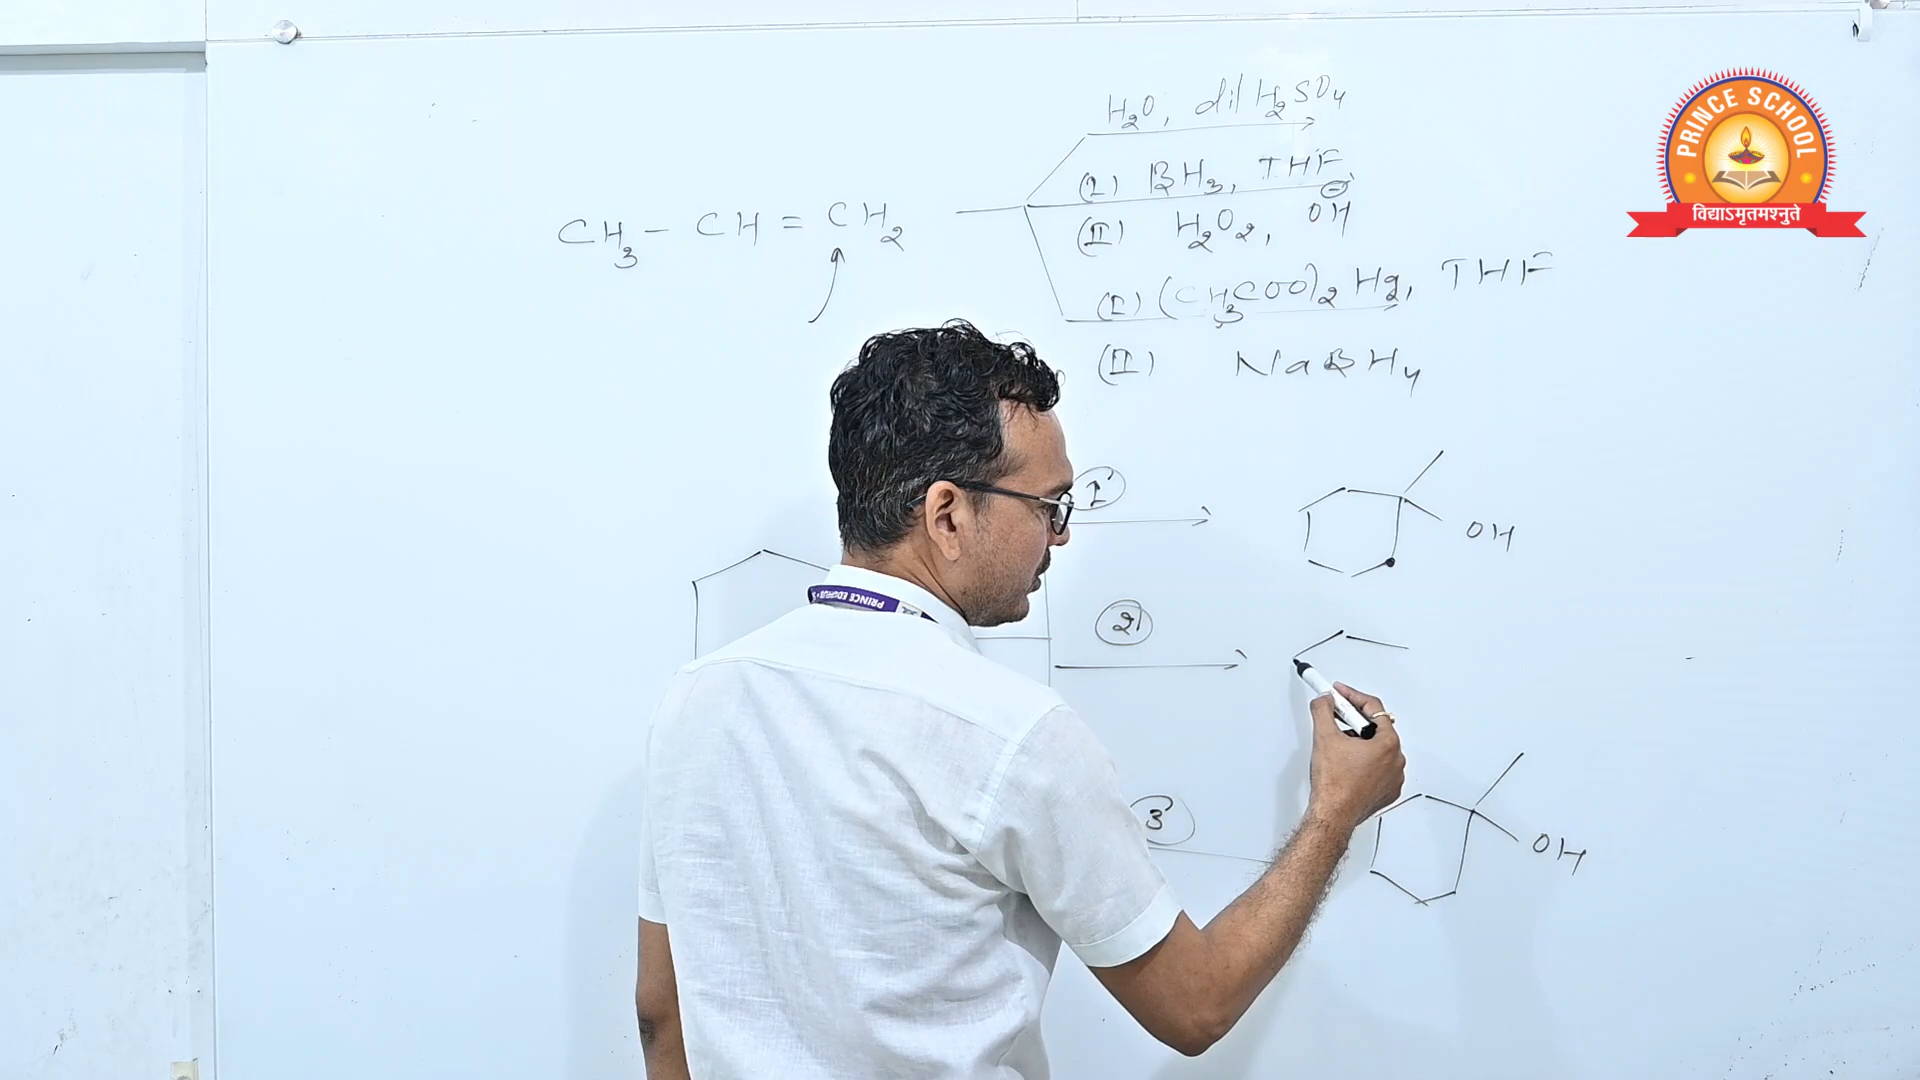 H2O, dil H2SO4
(I) BH3, THF
CH3 - CH = CH2
(II) H2O2, OH⊖
(I) (CH3COO)2 Hg, THF
(II) NaBH4
1
OH
2
3
OH
PRINCE SCHOOL
विद्याऽमृतमश्नुते